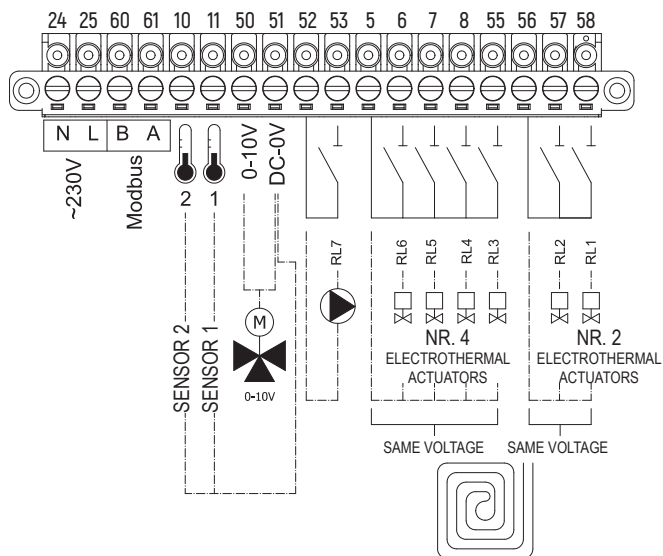 24 25 60 61 10 11 50 51 52 53 5 6 7 8 55 56 57 58
N L B A
~230V
Modbus
2 1
0-10V
DC-0V
SENSOR 2
SENSOR 1
M
0-10V
RL7
RL6 RL5 RL4 RL3
RL2 RL1
NR. 4
ELECTROTHERMAL
ACTUATORS
NR. 2
ELECTROTHERMAL
ACTUATORS
SAME VOLTAGE
SAME VOLTAGE